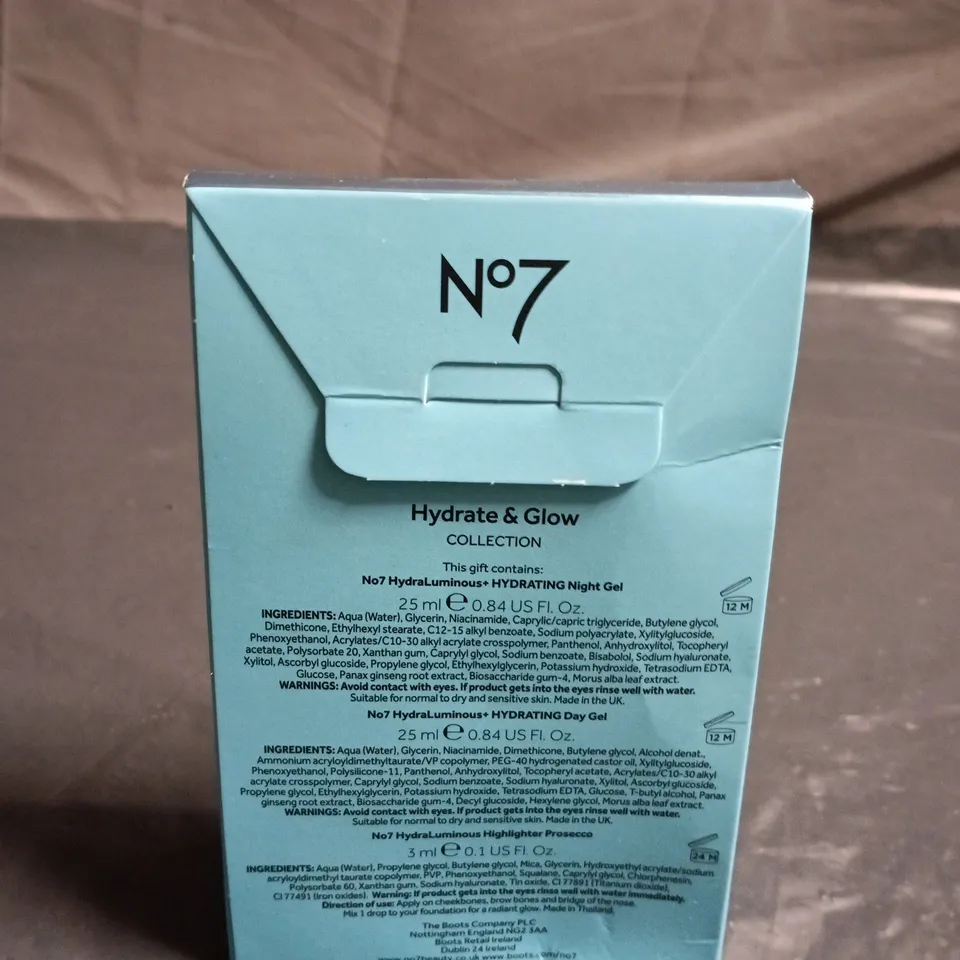 No7
Hydrate & Glow
COLLECTION
This gift contains:
No7 HydraLuminous+ HYDRATING Night Gel
25 ml ℮ 0.84 US Fl. Oz.
12 M
INGREDIENTS: Aqua (Water), Glycerin, Niacinamide, Caprylic/capric triglyceride, Butylene glycol,
Dimethicone, Ethylhexyl stearate, C12-15 alkyl benzoate, Sodium polyacrylate, Xylitylglucoside,
Phenoxyethanol, Acrylates/C10-30 alkyl acrylate crosspolymer, Panthenol, Anhydroxylitol, Tocopheryl
acetate, Polysorbate 20, Xanthan gum, Caprylyl glycol, Sodium benzoate, Bisabolol, Sodium hyaluronate,
Xylitol, Ascorbyl glucoside, Propylene glycol, Ethylhexylglycerin, Potassium hydroxide, Tetrasodium EDTA,
Glucose, Panax ginseng root extract, Biosaccharide gum-4, Morus alba leaf extract.
WARNINGS: Avoid contact with eyes. If product gets into the eyes rinse well with water.
Suitable for normal to dry and sensitive skin. Made in the UK.
No7 HydraLuminous+ HYDRATING Day Gel
25 ml ℮ 0.84 US Fl. Oz.
12 M
INGREDIENTS: Aqua (Water), Glycerin, Niacinamide, Dimethicone, Butylene glycol, Alcohol denat.,
Ammonium acryloyldimethyltaurate/VP copolymer, PEG-40 hydrogenated castor oil, Xylitylglucoside,
Phenoxyethanol, Polysilicone-11, Panthenol, Anhydroxylitol, Tocopheryl acetate, Acrylates/C10-30 alkyl
acrylate crosspolymer, Caprylyl glycol, Sodium benzoate, Sodium hyaluronate, Xylitol, Ascorbyl glucoside,
Propylene glycol, Ethylhexylglycerin, Potassium hydroxide, Tetrasodium EDTA, Glucose, T-butyl alcohol, Panax
ginseng root extract, Biosaccharide gum-4, Decyl glucoside, Hexylene glycol, Morus alba leaf extract.
WARNINGS: Avoid contact with eyes. If product gets into the eyes rinse well with water.
Suitable for normal to dry and sensitive skin. Made in the UK.
No7 HydraLuminous Highlighter Prosecco
3 ml ℮ 0.1 US Fl. Oz.
24 M
INGREDIENTS: Aqua (Water), Propylene glycol, Butylene glycol, Mica, Glycerin, Hydroxyethyl acrylate/sodium
acryloyldimethyl taurate copolymer, PVP, Phenoxyethanol, Squalane, Caprylyl glycol, Chlorphenesin,
Polysorbate 60, Xanthan gum, Sodium hyaluronate, Tin oxide, CI 77891 (Titanium dioxide),
CI 77491 (Iron oxides). Warning: If product gets into the eyes rinse well with water immediately.
Direction of use: Apply on cheekbones, brow bones and bridge of the nose.
Mix 1 drop to your foundation for a radiant glow. Made in Thailand.
The Boots Company PLC
Nottingham England NG2 3AA
Boots Retail Ireland
Dublin 24 Ireland
www.no7beauty.co.uk www.boots.com/no7